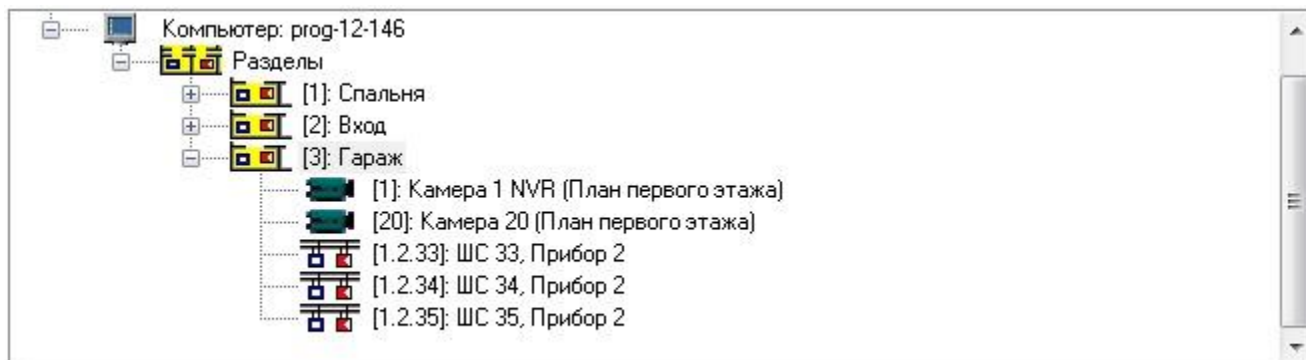 Компьютер: prog-12-146
Разделы
[1]: Спальня
[2]: Вход
[3]: Гараж
[1]: Камера 1 NVR (План первого этажа)
[20]: Камера 20 (План первого этажа)
[1.2.33]: ШС 33, Прибор 2
[1.2.34]: ШС 34, Прибор 2
[1.2.35]: ШС 35, Прибор 2